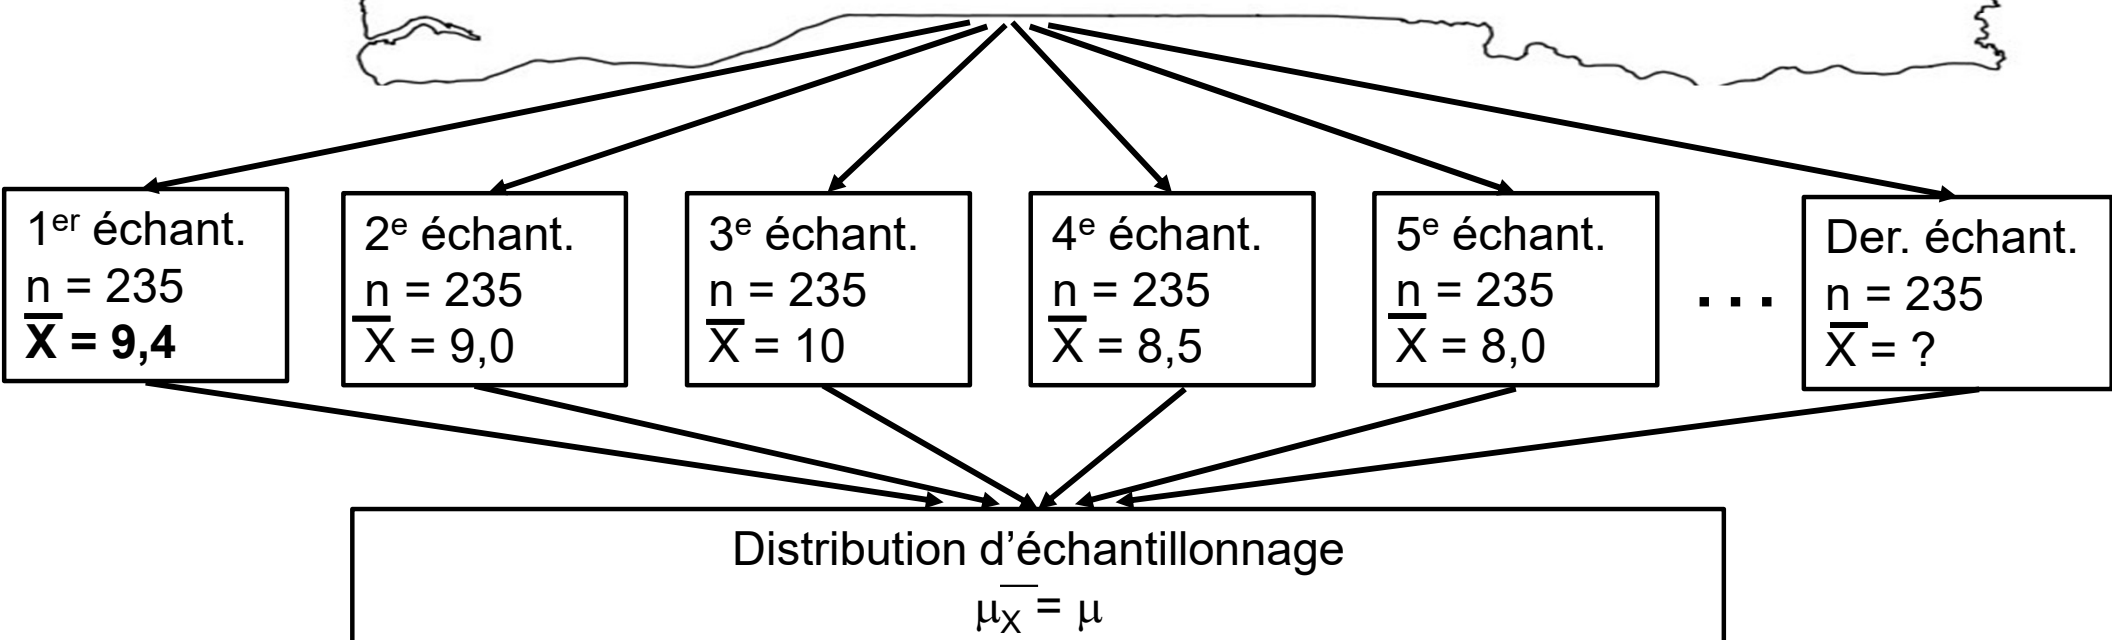 1er échant.
n = 235
X̅ = 9,4
2e échant.
n = 235
X̅ = 9,0
3e échant.
n = 235
X̅ = 10
4e échant.
n = 235
X̅ = 8,5
5e échant.
n = 235
X̅ = 8,0
...
Der. échant.
n = 235
X̅ = ?
Distribution d’échantillonnage
μX̅ = μ